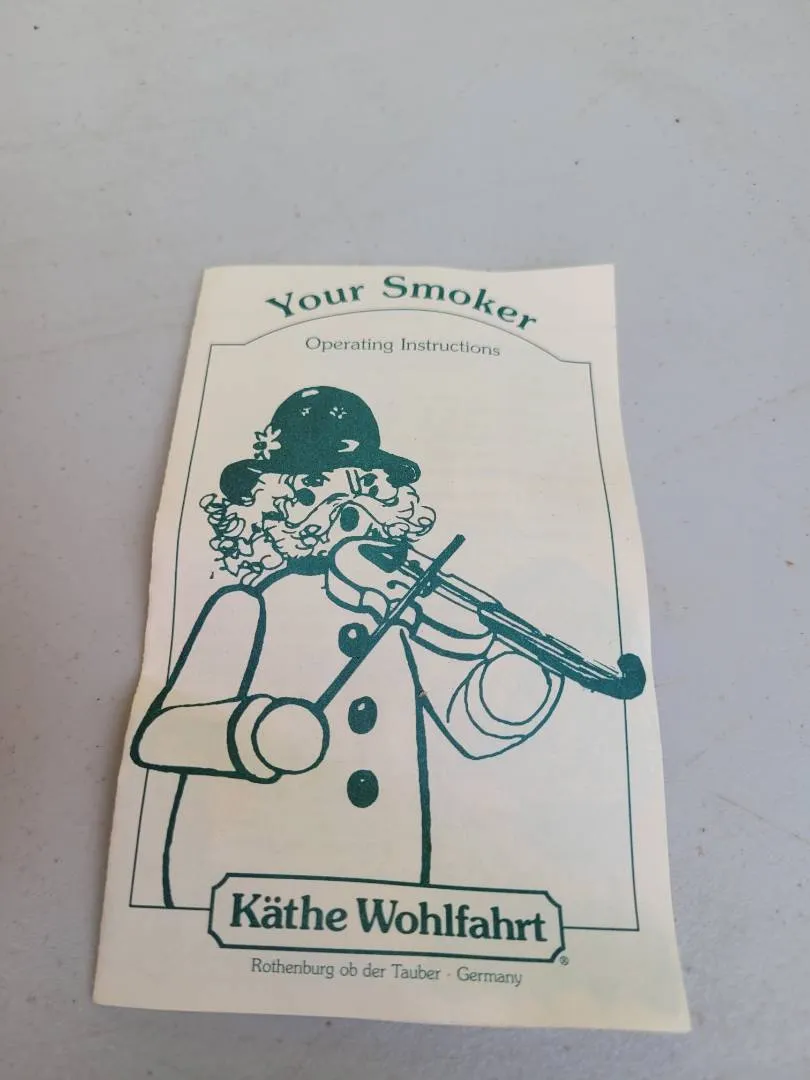 Your Smoker
Operating Instructions
Käthe Wohlfahrt
®
Rothenburg ob der Tauber · Germany